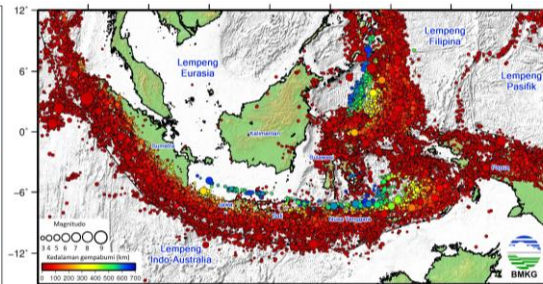 12°
6°
0°
−6°
−12°
Lempeng
Eurasia
Lempeng
Filipina
Lempeng
Pasifik
Kalimantan
Sumatra
Sulawesi
Papua
Jawa
Bali
Nusa Tenggara
Lempeng
Indo-Australia
Magnitudo
3 4 5 6 7 8 9
Kedalaman gempabumi (km)
0 100 200 300 400 500 600 700
BMKG